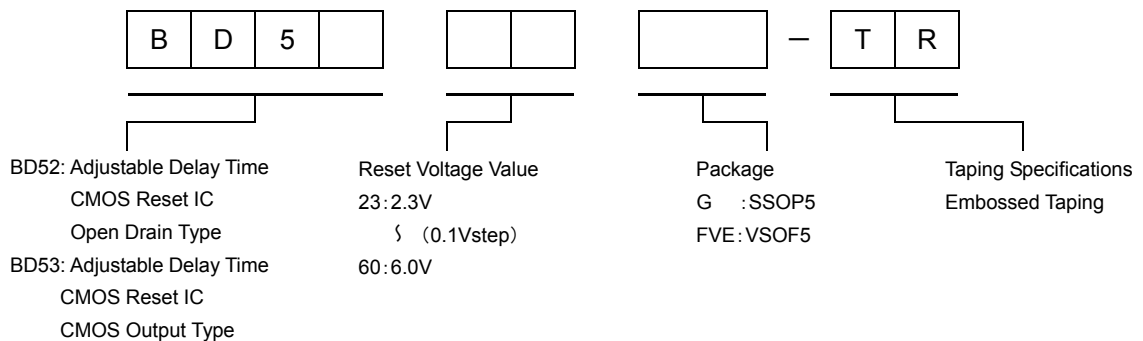 B D 5 － T R
BD52: Adjustable Delay Time
CMOS Reset IC
Open Drain Type
BD53: Adjustable Delay Time
CMOS Reset IC
CMOS Output Type
Reset Voltage Value
23:2.3V
〜 （0.1Vstep）
60:6.0V
Package
G :SSOP5
FVE:VSOF5
Taping Specifications
Embossed Taping